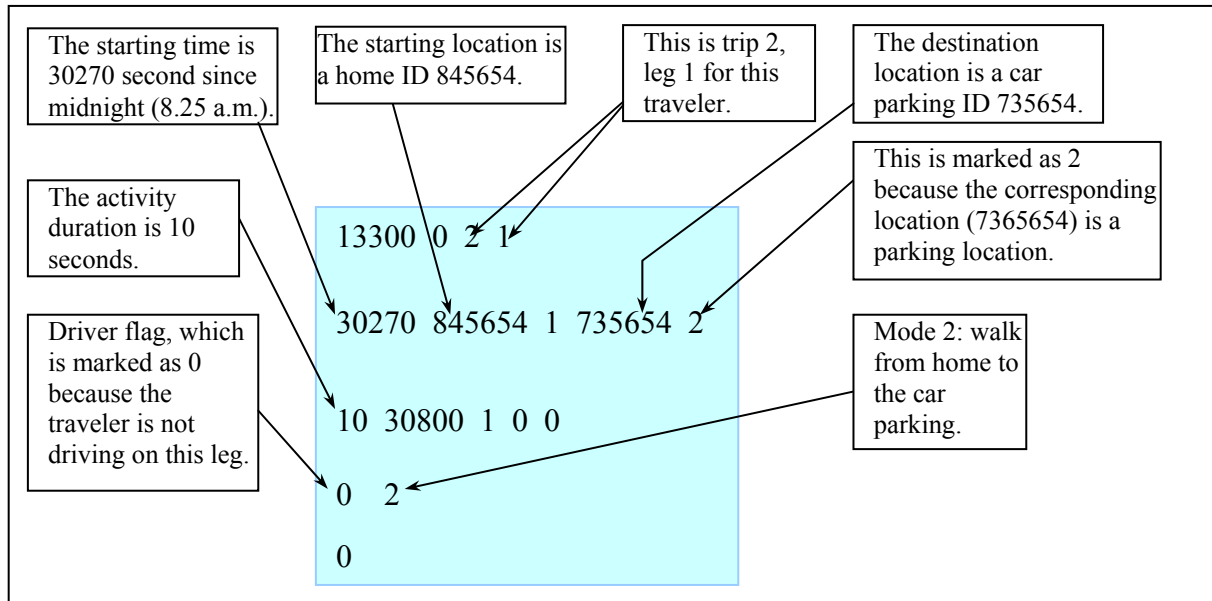 The starting time is
30270 second since
midnight (8.25 a.m.).
The starting location is
a home ID 845654.
This is trip 2,
leg 1 for this
traveler.
The destination
location is a car
parking ID 735654.
This is marked as 2
because the corresponding
location (7365654) is a
parking location.
The activity
duration is 10
seconds.
13300 0 2 1
30270 845654 1 735654 2
Driver flag, which
is marked as 0
because the
traveler is not
driving on this leg.
Mode 2: walk
from home to
the car
parking.
10 30800 1 0 0
0 2
0